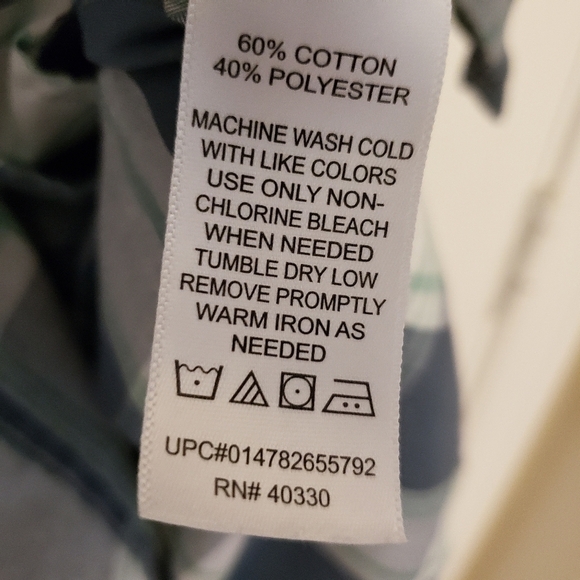 60% COTTON
40% POLYESTER
MACHINE WASH COLD
WITH LIKE COLORS
USE ONLY NON-
CHLORINE BLEACH
WHEN NEEDED
TUMBLE DRY LOW
REMOVE PROMPTLY
WARM IRON AS
NEEDED
UPC#014782655792
RN# 40330